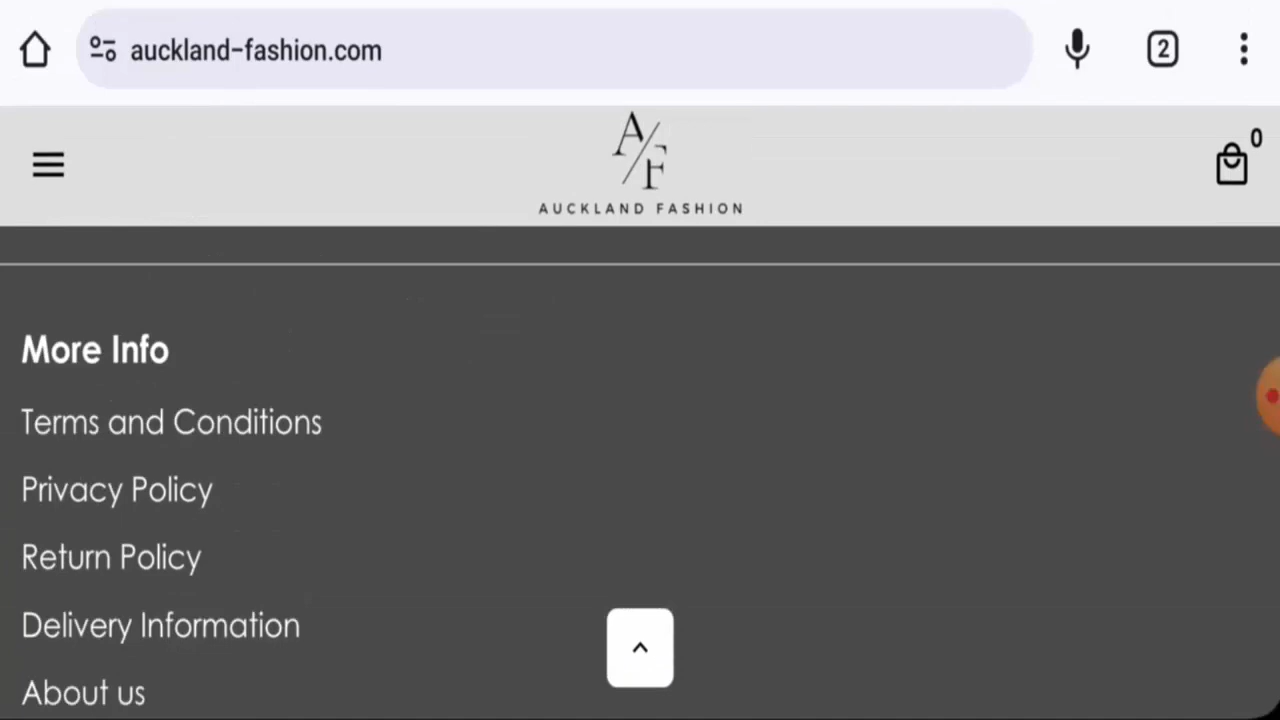 auckland-fashion.com
2
A/F
0
AUCKLAND FASHION
More Info
Terms and Conditions
Privacy Policy
Return Policy
Delivery Information
About us